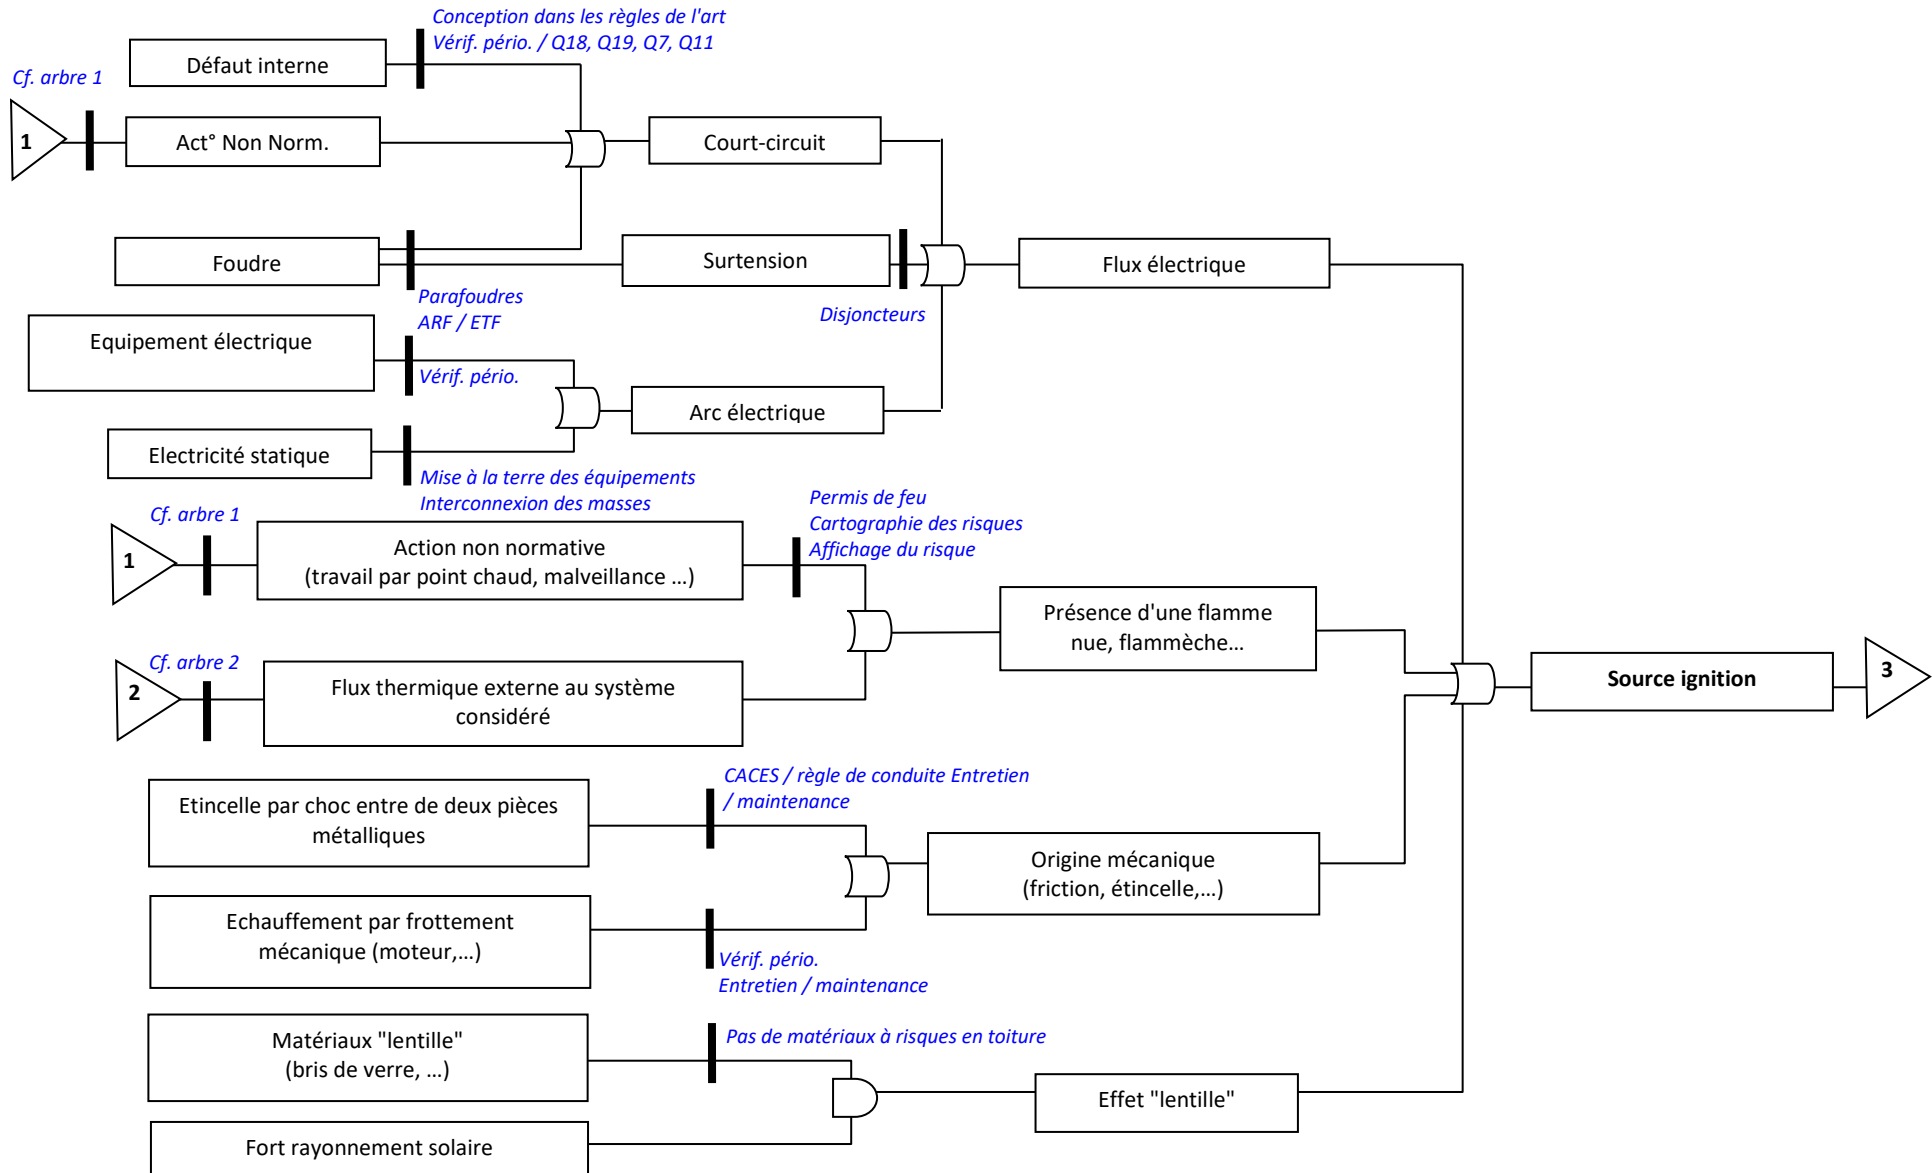 Conception dans les règles de l'art
Vérif. pério. / Q18, Q19, Q7, Q11
Défaut interne
Cf. arbre 1
1
Act° Non Norm.
Court-circuit
Foudre
Surtension
Flux électrique
Parafoudres
ARF / ETF
Disjoncteurs
Equipement électrique
Vérif. pério.
Arc électrique
Electricité statique
Mise à la terre des équipements
Interconnexion des masses
Permis de feu
Cartographie des risques
Affichage du risque
Cf. arbre 1
1
Action non normative
(travail par point chaud, malveillance ...)
Présence d'une flamme
nue, flammèche...
Cf. arbre 2
2
Flux thermique externe au système
considéré
Source ignition
3
CACES / règle de conduite Entretien
/ maintenance
Etincelle par choc entre de deux pièces
métalliques
Origine mécanique
(friction, étincelle,...)
Echauffement par frottement
mécanique (moteur,...)
Vérif. pério.
Entretien / maintenance
Matériaux "lentille"
(bris de verre, ...)
Pas de matériaux à risques en toiture
Effet "lentille"
Fort rayonnement solaire